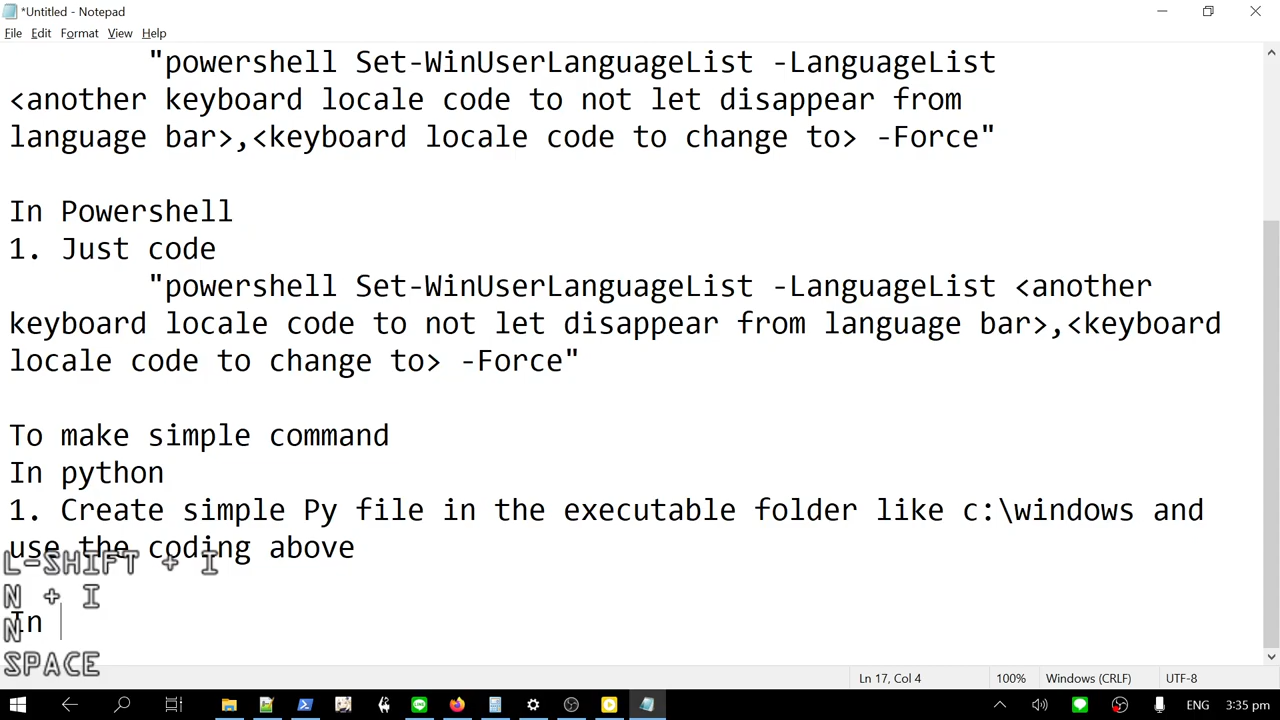 *Untitled - Notepad
File Edit Format View Help
"powershell Set-WinUserLanguageList -LanguageList
<another keyboard locale code to not let disappear from
language bar>,<keyboard locale code to change to> -Force"
In Powershell
1. Just code
"powershell Set-WinUserLanguageList -LanguageList <another
keyboard locale code to not let disappear from language bar>,<keyboard
locale code to change to> -Force"
To make simple command
In python
1. Create simple Py file in the executable folder like c:\windows and
use the coding above
L-SHIFT + I
N + I
In
N
SPACE
Ln 17, Col 4 100% Windows (CRLF) UTF-8
ENG 3:35 pm